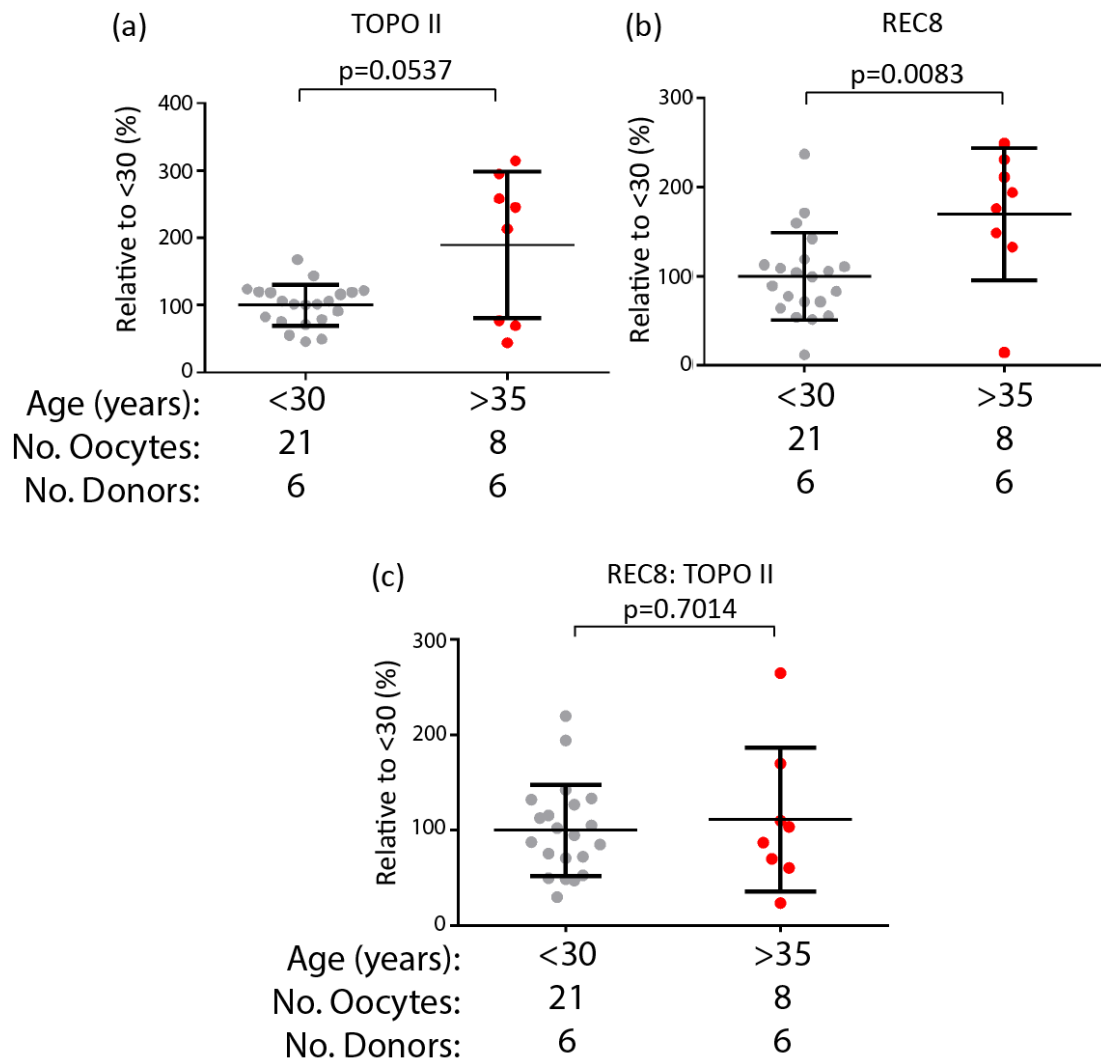 (a) TOPO II
p=0.0537
Relative to <30 (%)
400
300
200
100
0
Age (years): <30 >35
No. Oocytes: 21 8
No. Donors: 6 6
(b) REC8
p=0.0083
Relative to <30 (%)
300
200
100
0
<30 >35
21 8
6 6
(c) REC8: TOPO II
p=0.7014
Relative to <30 (%)
300
200
100
0
Age (years): <30 >35
No. Oocytes: 21 8
No. Donors: 6 6